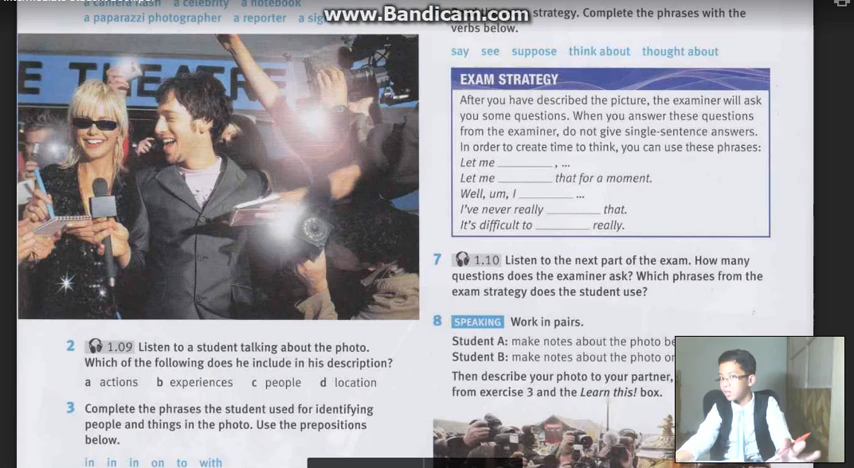 a camera flash a celebrity a notebook
a paparazzi photographer a reporter a sig
www.Bandicam.com
E THEATRE
2 1.09 Listen to a student talking about the photo.
Which of the following does he include in his description?
a actions b experiences c people d location
3 Complete the phrases the student used for identifying
people and things in the photo. Use the prepositions
below.
in in in on to with
strategy. Complete the phrases with the
verbs below.
say see suppose think about thought about
EXAM STRATEGY
After you have described the picture, the examiner will ask
you some questions. When you answer these questions
from the examiner, do not give single-sentence answers.
In order to create time to think, you can use these phrases:
Let me ________ , ...
Let me ________ that for a moment.
Well, um, I ________ ...
I've never really ________ that.
It's difficult to ________ really.
7 1.10 Listen to the next part of the exam. How many
questions does the examiner ask? Which phrases from the
exam strategy does the student use?
8 SPEAKING Work in pairs.
Student A: make notes about the photo be
Student B: make notes about the photo or
Then describe your photo to your partner,
from exercise 3 and the Learn this! box.